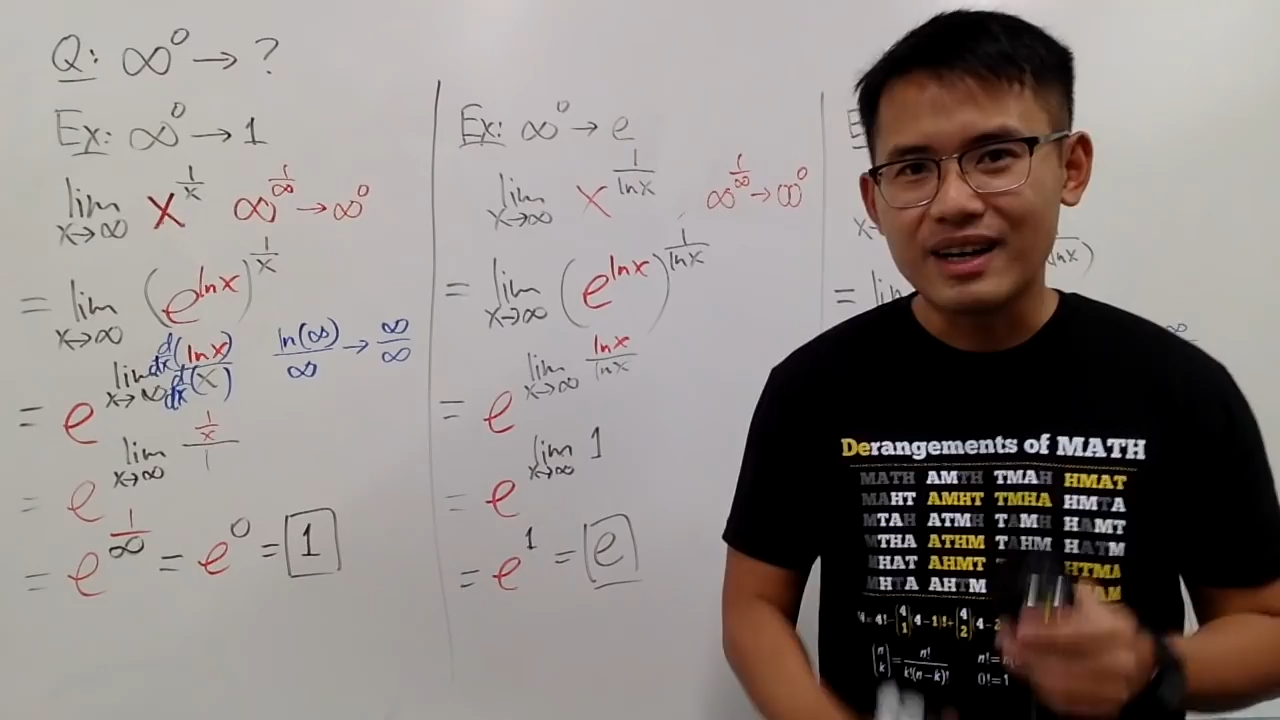 Q: ∞⁰ → ?
Ex: ∞⁰ → 1
lim x→∞ x^(1/x) ∞^(1/∞) → ∞⁰
= lim x→∞ (e^(ln x))^(1/x)
= e^(lim x→∞ d/dx(ln x) / d/dx(x)) ln(∞)/∞ → ∞/∞
= e^(lim x→∞ (1/x)/1)
= e^(1/∞) = e⁰ = 1
Ex: ∞⁰ → e
lim x→∞ x^(1/ln x) ∞^(1/∞) → ∞⁰
= lim x→∞ (e^(ln x))^(1/ln x)
= e^(lim x→∞ ln x/ln x)
= e^(lim x→∞ 1)
= e¹ = e
= lim
Derangements of MATH
MATH AMTH TMAH HMAT
MAHT AMHT TMHA HMTA
MTAH ATMH TAMH HAMT
MTHA ATHM TAHM HATM
MHAT AHMT HTMA
MHTA AHTM
(n k) = n!/k!(n-k)!
0!=1